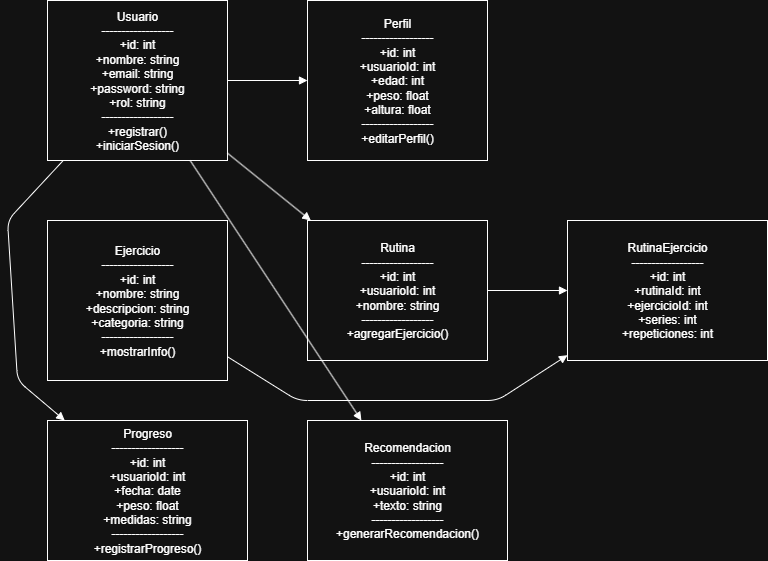 Usuario
------------------
+id: int
+nombre: string
+email: string
+password: string
+rol: string
------------------
+registrar()
+iniciarSesion()
Perfil
------------------
+id: int
+usuarioId: int
+edad: int
+peso: float
+altura: float
------------------
+editarPerfil()
Ejercicio
------------------
+id: int
+nombre: string
+descripcion: string
+categoria: string
------------------
+mostrarInfo()
Rutina
------------------
+id: int
+usuarioId: int
+nombre: string
------------------
+agregarEjercicio()
RutinaEjercicio
------------------
+id: int
+rutinaId: int
+ejercicioId: int
+series: int
+repeticiones: int
Progreso
------------------
+id: int
+usuarioId: int
+fecha: date
+peso: float
+medidas: string
------------------
+registrarProgreso()
Recomendacion
------------------
+id: int
+usuarioId: int
+texto: string
------------------
+generarRecomendacion()